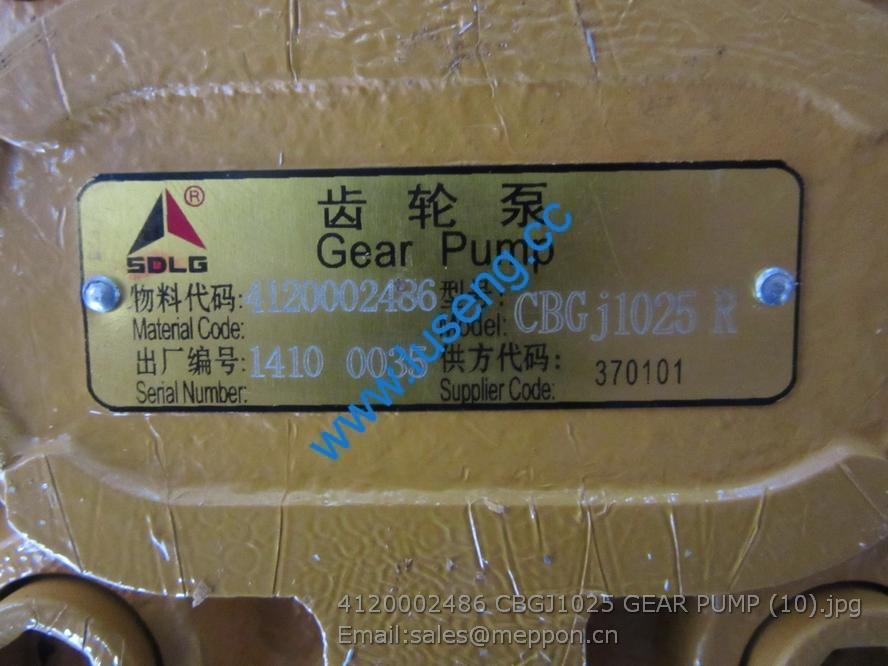 齿轮泵
Gear Pump
®
SDLG
物料代码:4120002486 型号:CBGj1025 R
Material Code: Model:
出厂编号:1410 0035 供方代码: 370101
Serial Number: Supplier Code:
www.luseng.cc
4120002486 CBGJ1025 GEAR PUMP (10).jpg
Email:sales@meppon.cn